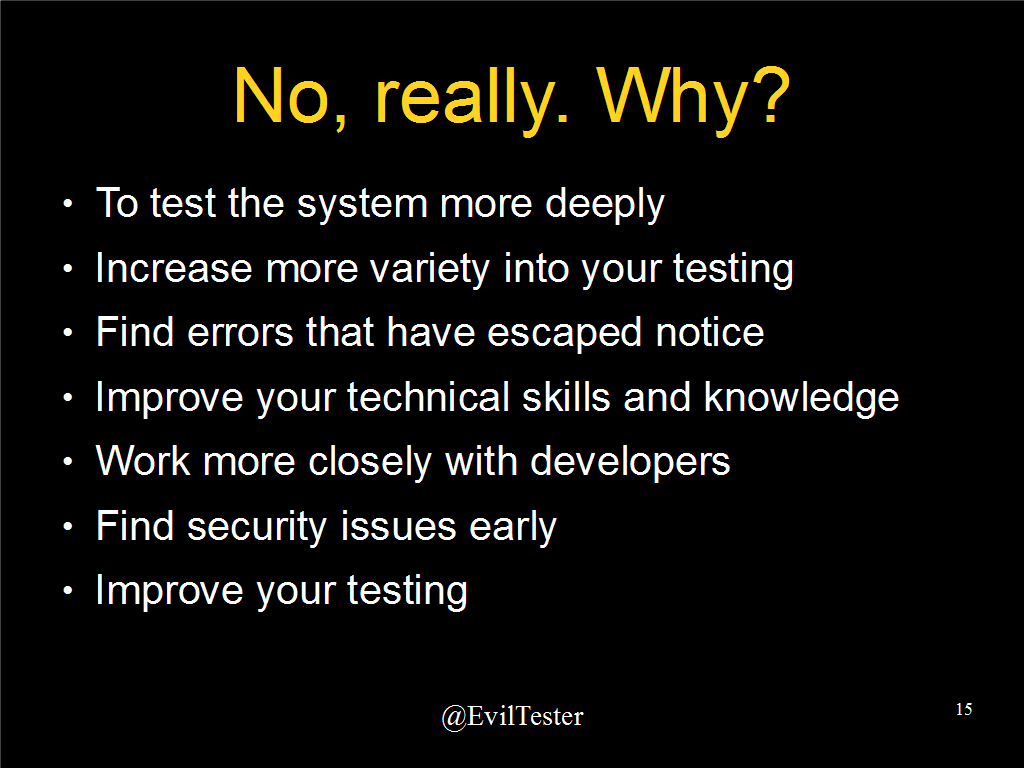 No, really. Why?
• To test the system more deeply
• Increase more variety into your testing
• Find errors that have escaped notice
• Improve your technical skills and knowledge
• Work more closely with developers
• Find security issues early
• Improve your testing
@EvilTester
15